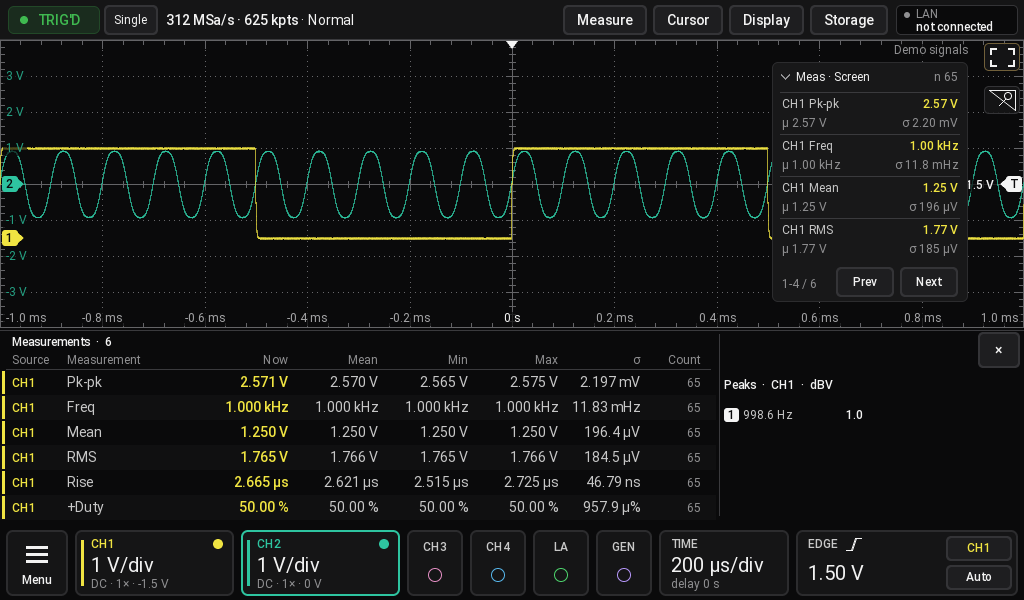 TRIG'D
Single
312 MSa/s · 625 kpts · Normal
Measure
Cursor
Display
Storage
LAN
not connected
Demo signals
3 V
2 V
1 V
-1 V
-2 V
-3 V
2
1
1.5 V
T
-1.0 ms
-0.8 ms
-0.6 ms
-0.4 ms
-0.2 ms
0 s
0.2 ms
0.4 ms
0.6 ms
0.8 ms
1.0 ms
Meas · Screen n 65
CH1 Pk-pk 2.57 V
μ 2.57 V σ 2.20 mV
CH1 Freq 1.00 kHz
μ 1.00 kHz σ 11.8 mHz
CH1 Mean 1.25 V
μ 1.25 V σ 196 μV
CH1 RMS 1.77 V
μ 1.77 V σ 185 μV
1-4 / 6
Prev
Next
Measurements · 6
Source Measurement Now Mean Min Max σ Count
CH1 Pk-pk 2.571 V 2.570 V 2.565 V 2.575 V 2.197 mV 65
CH1 Freq 1.000 kHz 1.000 kHz 1.000 kHz 1.000 kHz 11.83 mHz 65
CH1 Mean 1.250 V 1.250 V 1.250 V 1.250 V 196.4 μV 65
CH1 RMS 1.765 V 1.766 V 1.765 V 1.766 V 184.5 μV 65
CH1 Rise 2.665 μs 2.621 μs 2.515 μs 2.725 μs 46.79 ns 65
CH1 +Duty 50.00 % 50.00 % 50.00 % 50.00 % 957.9 μ% 65
×
Peaks · CH1 · dBV
1 998.6 Hz 1.0
Menu
CH1
1 V/div
DC · 1× · -1.5 V
CH2
1 V/div
DC · 1× · 0 V
CH3
CH4
LA
GEN
TIME
200 μs/div
delay 0 s
EDGE
1.50 V
CH1
Auto